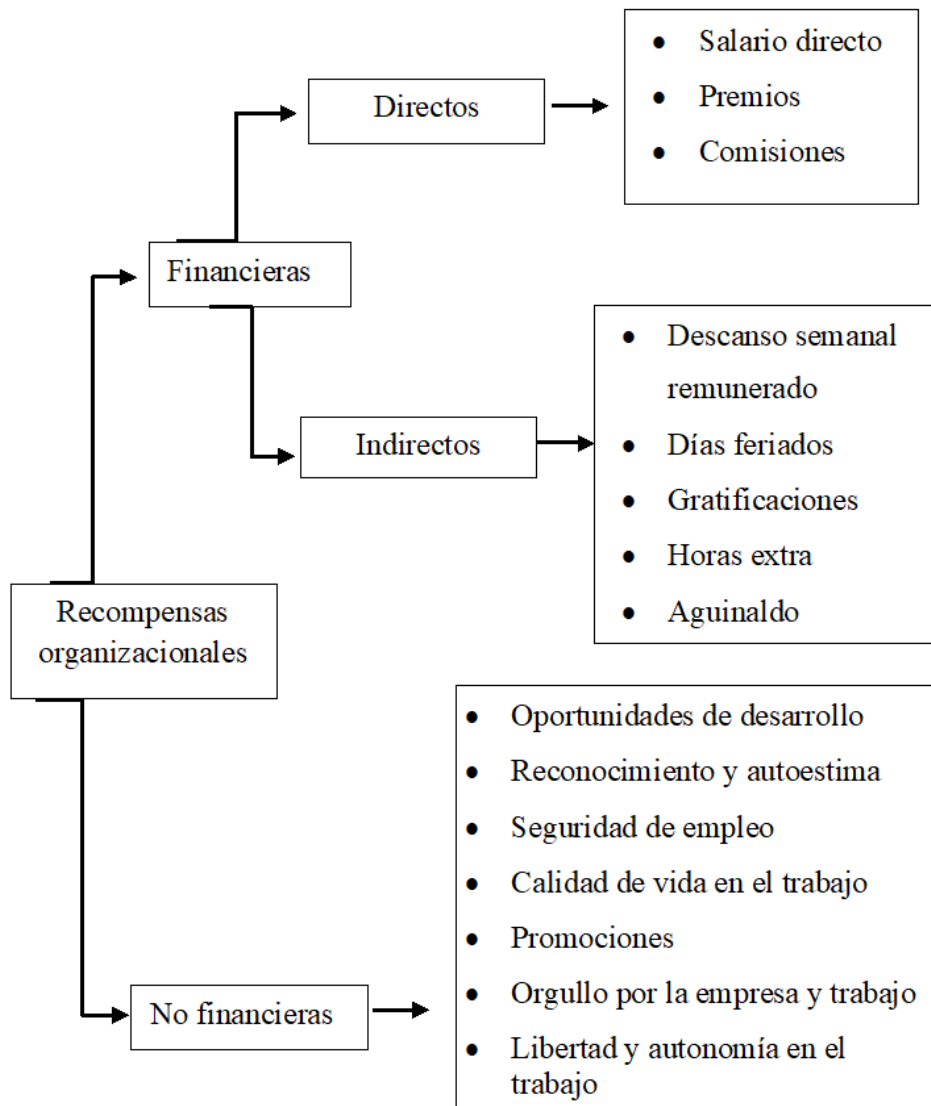 • Salario directo
• Premios
• Comisiones
Directos
Financieras
• Descanso semanal
remunerado
• Días feriados
• Gratificaciones
• Horas extra
• Aguinaldo
Indirectos
Recompensas
organizacionales
• Oportunidades de desarrollo
• Reconocimiento y autoestima
• Seguridad de empleo
• Calidad de vida en el trabajo
• Promociones
• Orgullo por la empresa y trabajo
• Libertad y autonomía en el
trabajo
No financieras